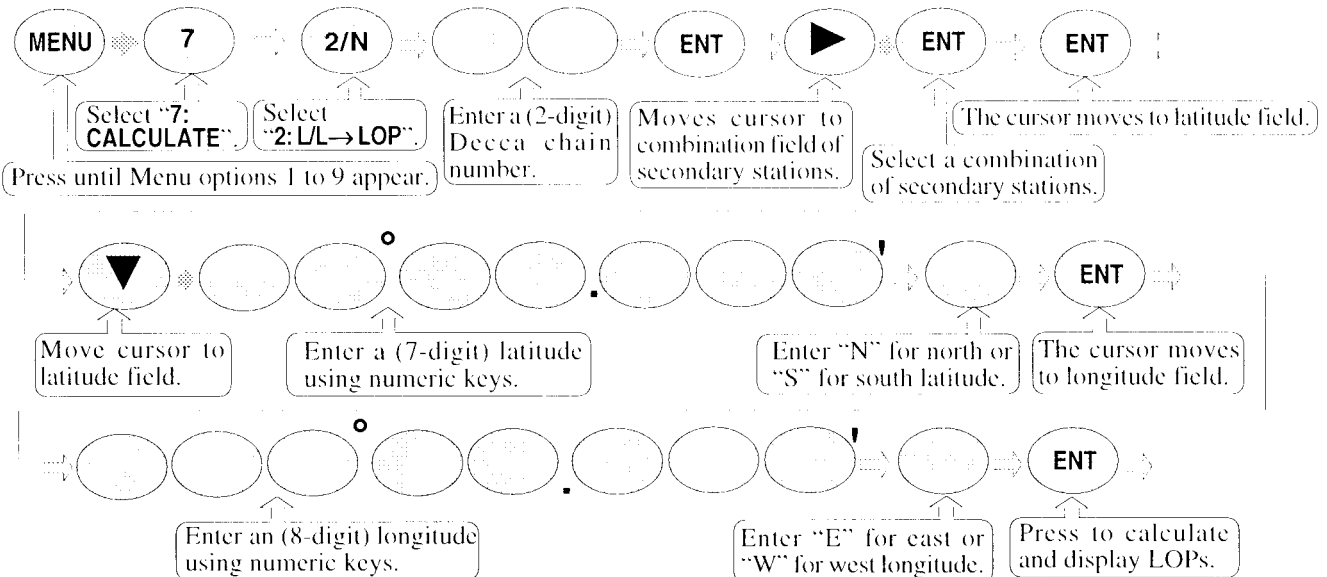 MENU 7 2/N ENT ▶ ENT ENT
Select “7:
CALCULATE”.
Select
“2: L/L→LOP”.
Enter a (2-digit)
Decca chain
number.
Moves cursor to
combination field of
secondary stations.
The cursor moves to latitude field.
Select a combination
of secondary stations.
Press until Menu options 1 to 9 appear.
▼ ° . ' ENT
Move cursor to
latitude field.
Enter a (7-digit) latitude
using numeric keys.
Enter “N” for north or
“S” for south latitude.
The cursor moves
to longitude field.
° . ' ENT
Enter an (8-digit) longitude
using numeric keys.
Enter “E” for east or
“W” for west longitude.
Press to calculate
and display LOPs.